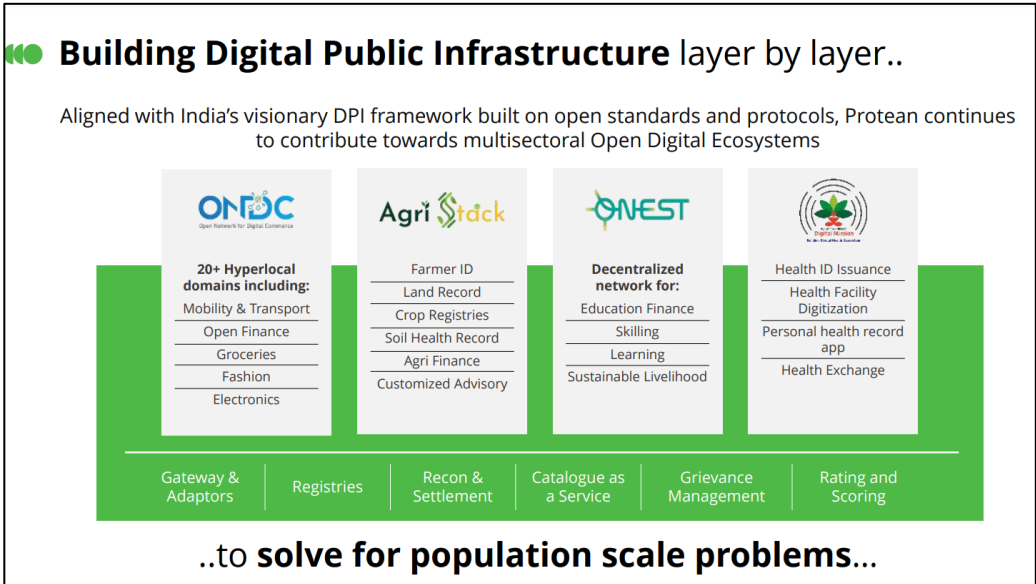 Building Digital Public Infrastructure layer by layer..
Aligned with India's visionary DPI framework built on open standards and protocols, Protean continues
to contribute towards multisectoral Open Digital Ecosystems
ONDC
Open Network for Digital Commerce
20+ Hyperlocal
domains including:
Mobility & Transport
Open Finance
Groceries
Fashion
Electronics
Agri Stack
Farmer ID
Land Record
Crop Registries
Soil Health Record
Agri Finance
Customized Advisory
ONEST
Decentralized
network for:
Education Finance
Skilling
Learning
Sustainable Livelihood
Digital Mission
Health ID Issuance
Health Facility
Digitization
Personal health record
app
Health Exchange
Gateway &
Adaptors
Registries
Recon &
Settlement
Catalogue as
a Service
Grievance
Management
Rating and
Scoring
..to solve for population scale problems...